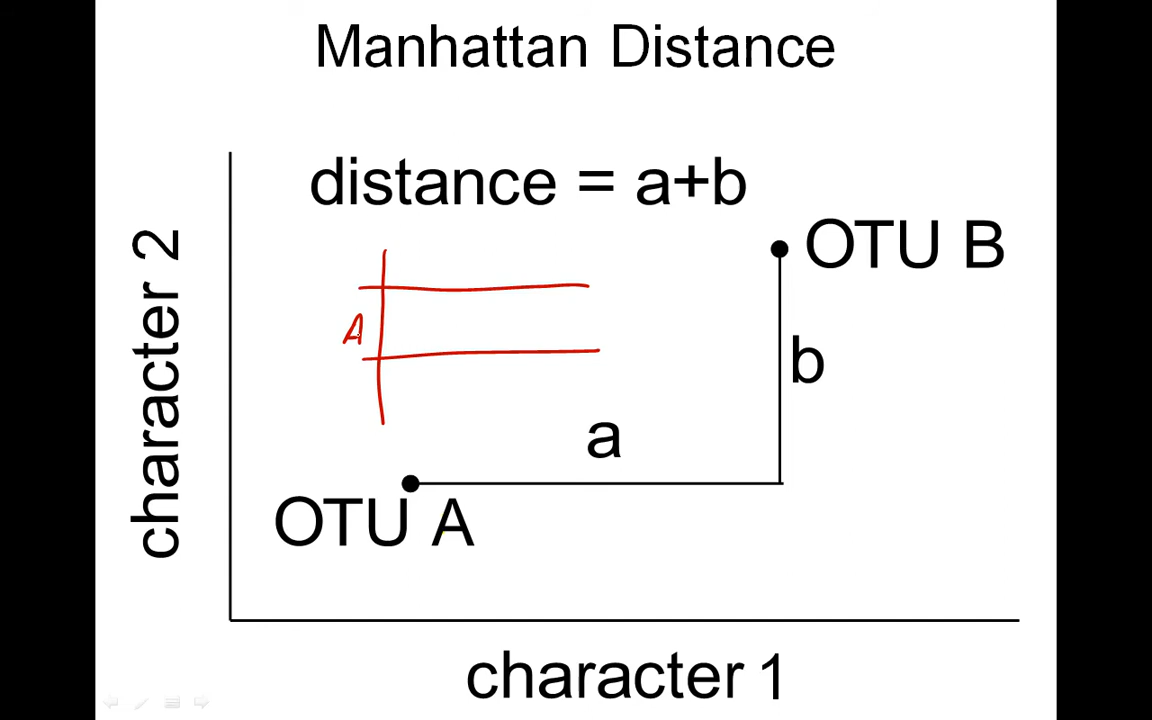 Manhattan Distance
distance = a+b
OTU B
character 2
A
b
a
OTU A
character 1